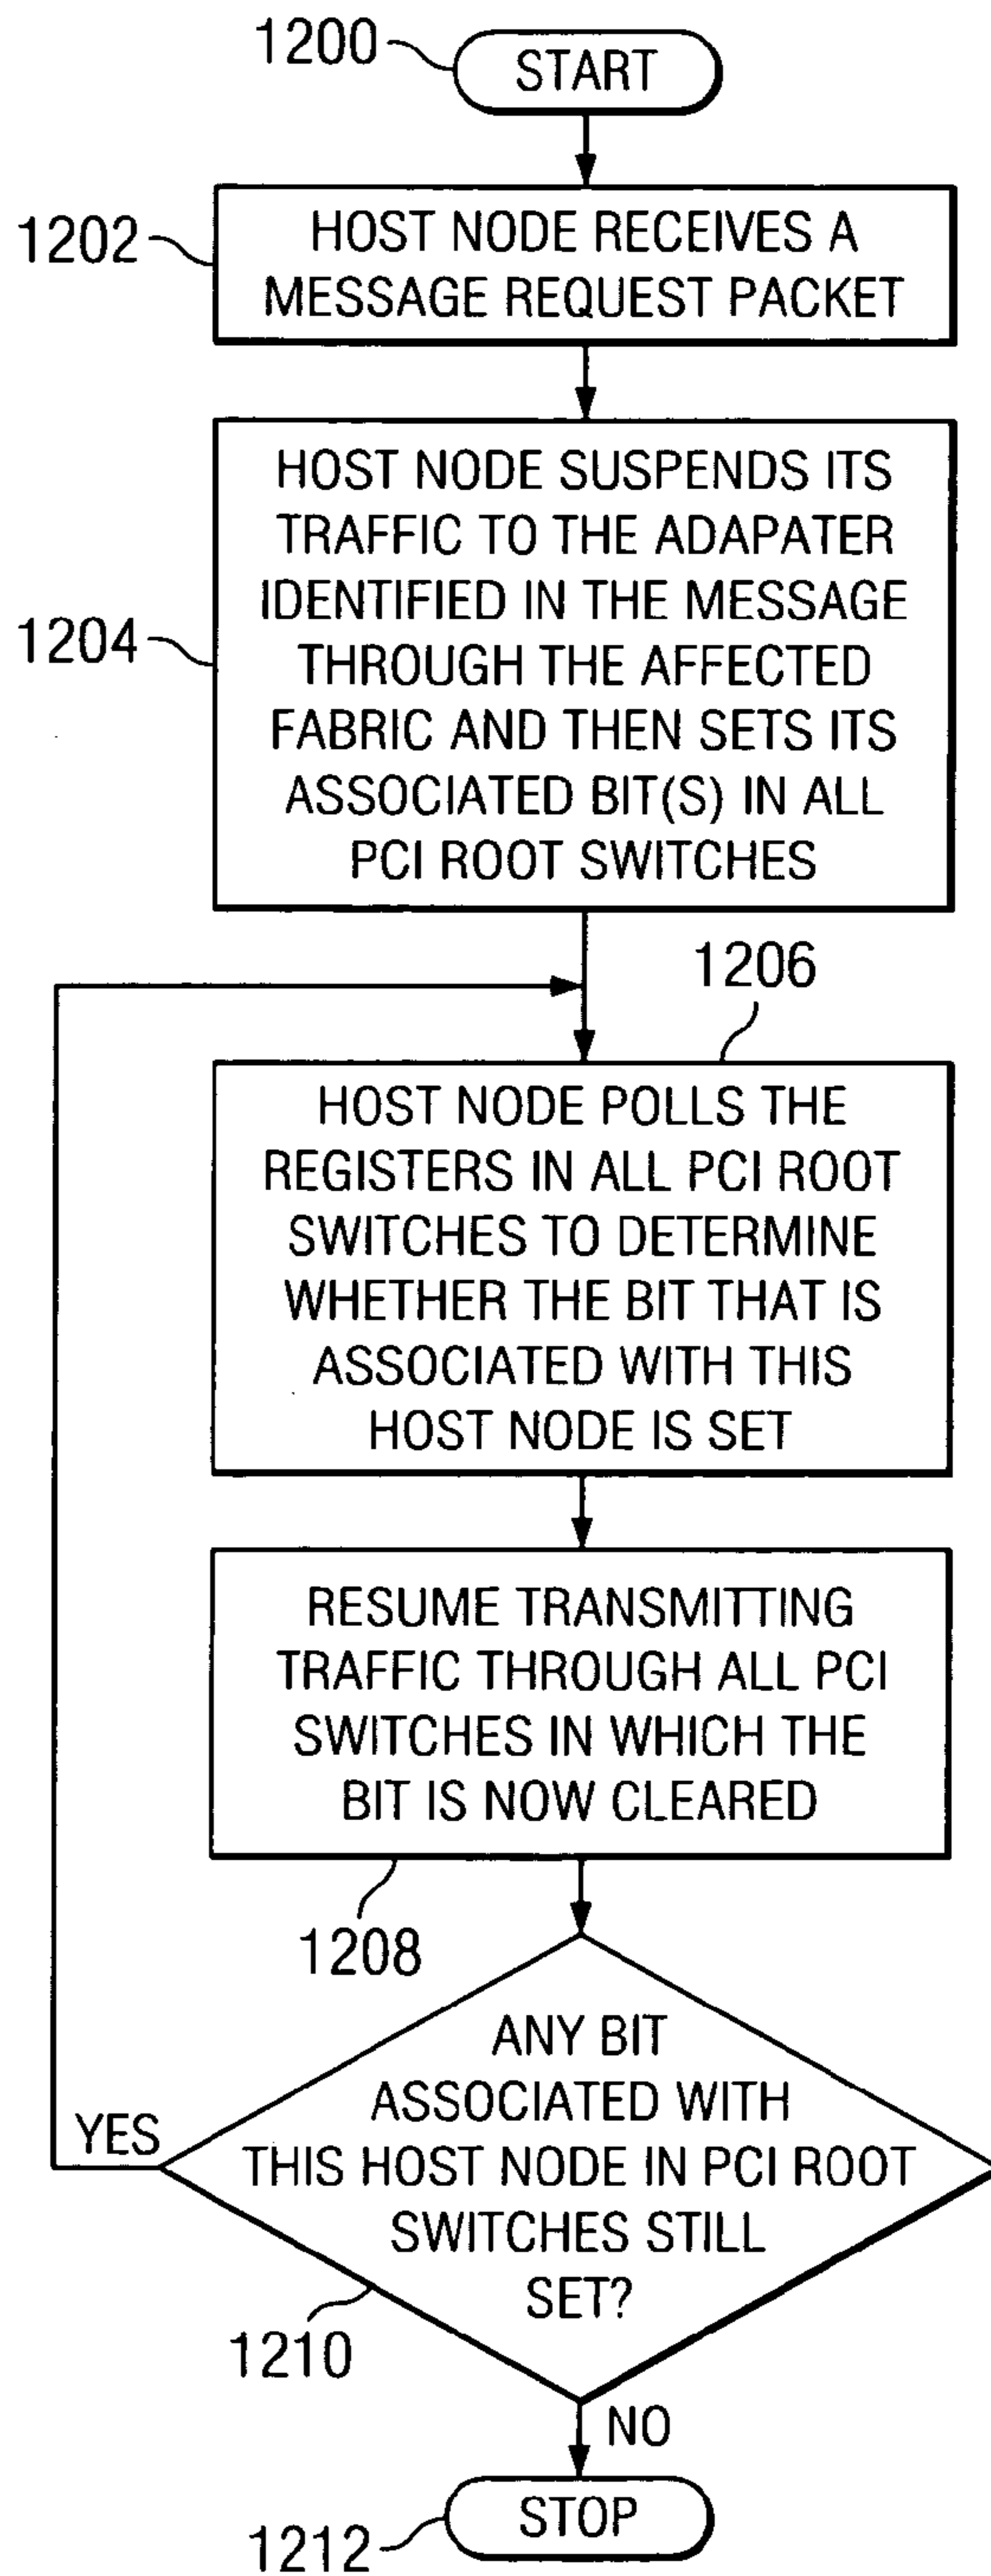 1200
START
1202
HOST NODE RECEIVES A
MESSAGE REQUEST PACKET
1204
HOST NODE SUSPENDS ITS
TRAFFIC TO THE ADAPATER
IDENTIFIED IN THE MESSAGE
THROUGH THE AFFECTED
FABRIC AND THEN SETS ITS
ASSOCIATED BIT(S) IN ALL
PCI ROOT SWITCHES
1206
HOST NODE POLLS THE
REGISTERS IN ALL PCI ROOT
SWITCHES TO DETERMINE
WHETHER THE BIT THAT IS
ASSOCIATED WITH THIS
HOST NODE IS SET
RESUME TRANSMITTING
TRAFFIC THROUGH ALL PCI
SWITCHES IN WHICH THE
BIT IS NOW CLEARED
1208
ANY BIT
ASSOCIATED WITH
THIS HOST NODE IN PCI ROOT
SWITCHES STILL
SET?
YES
1210
NO
STOP
1212